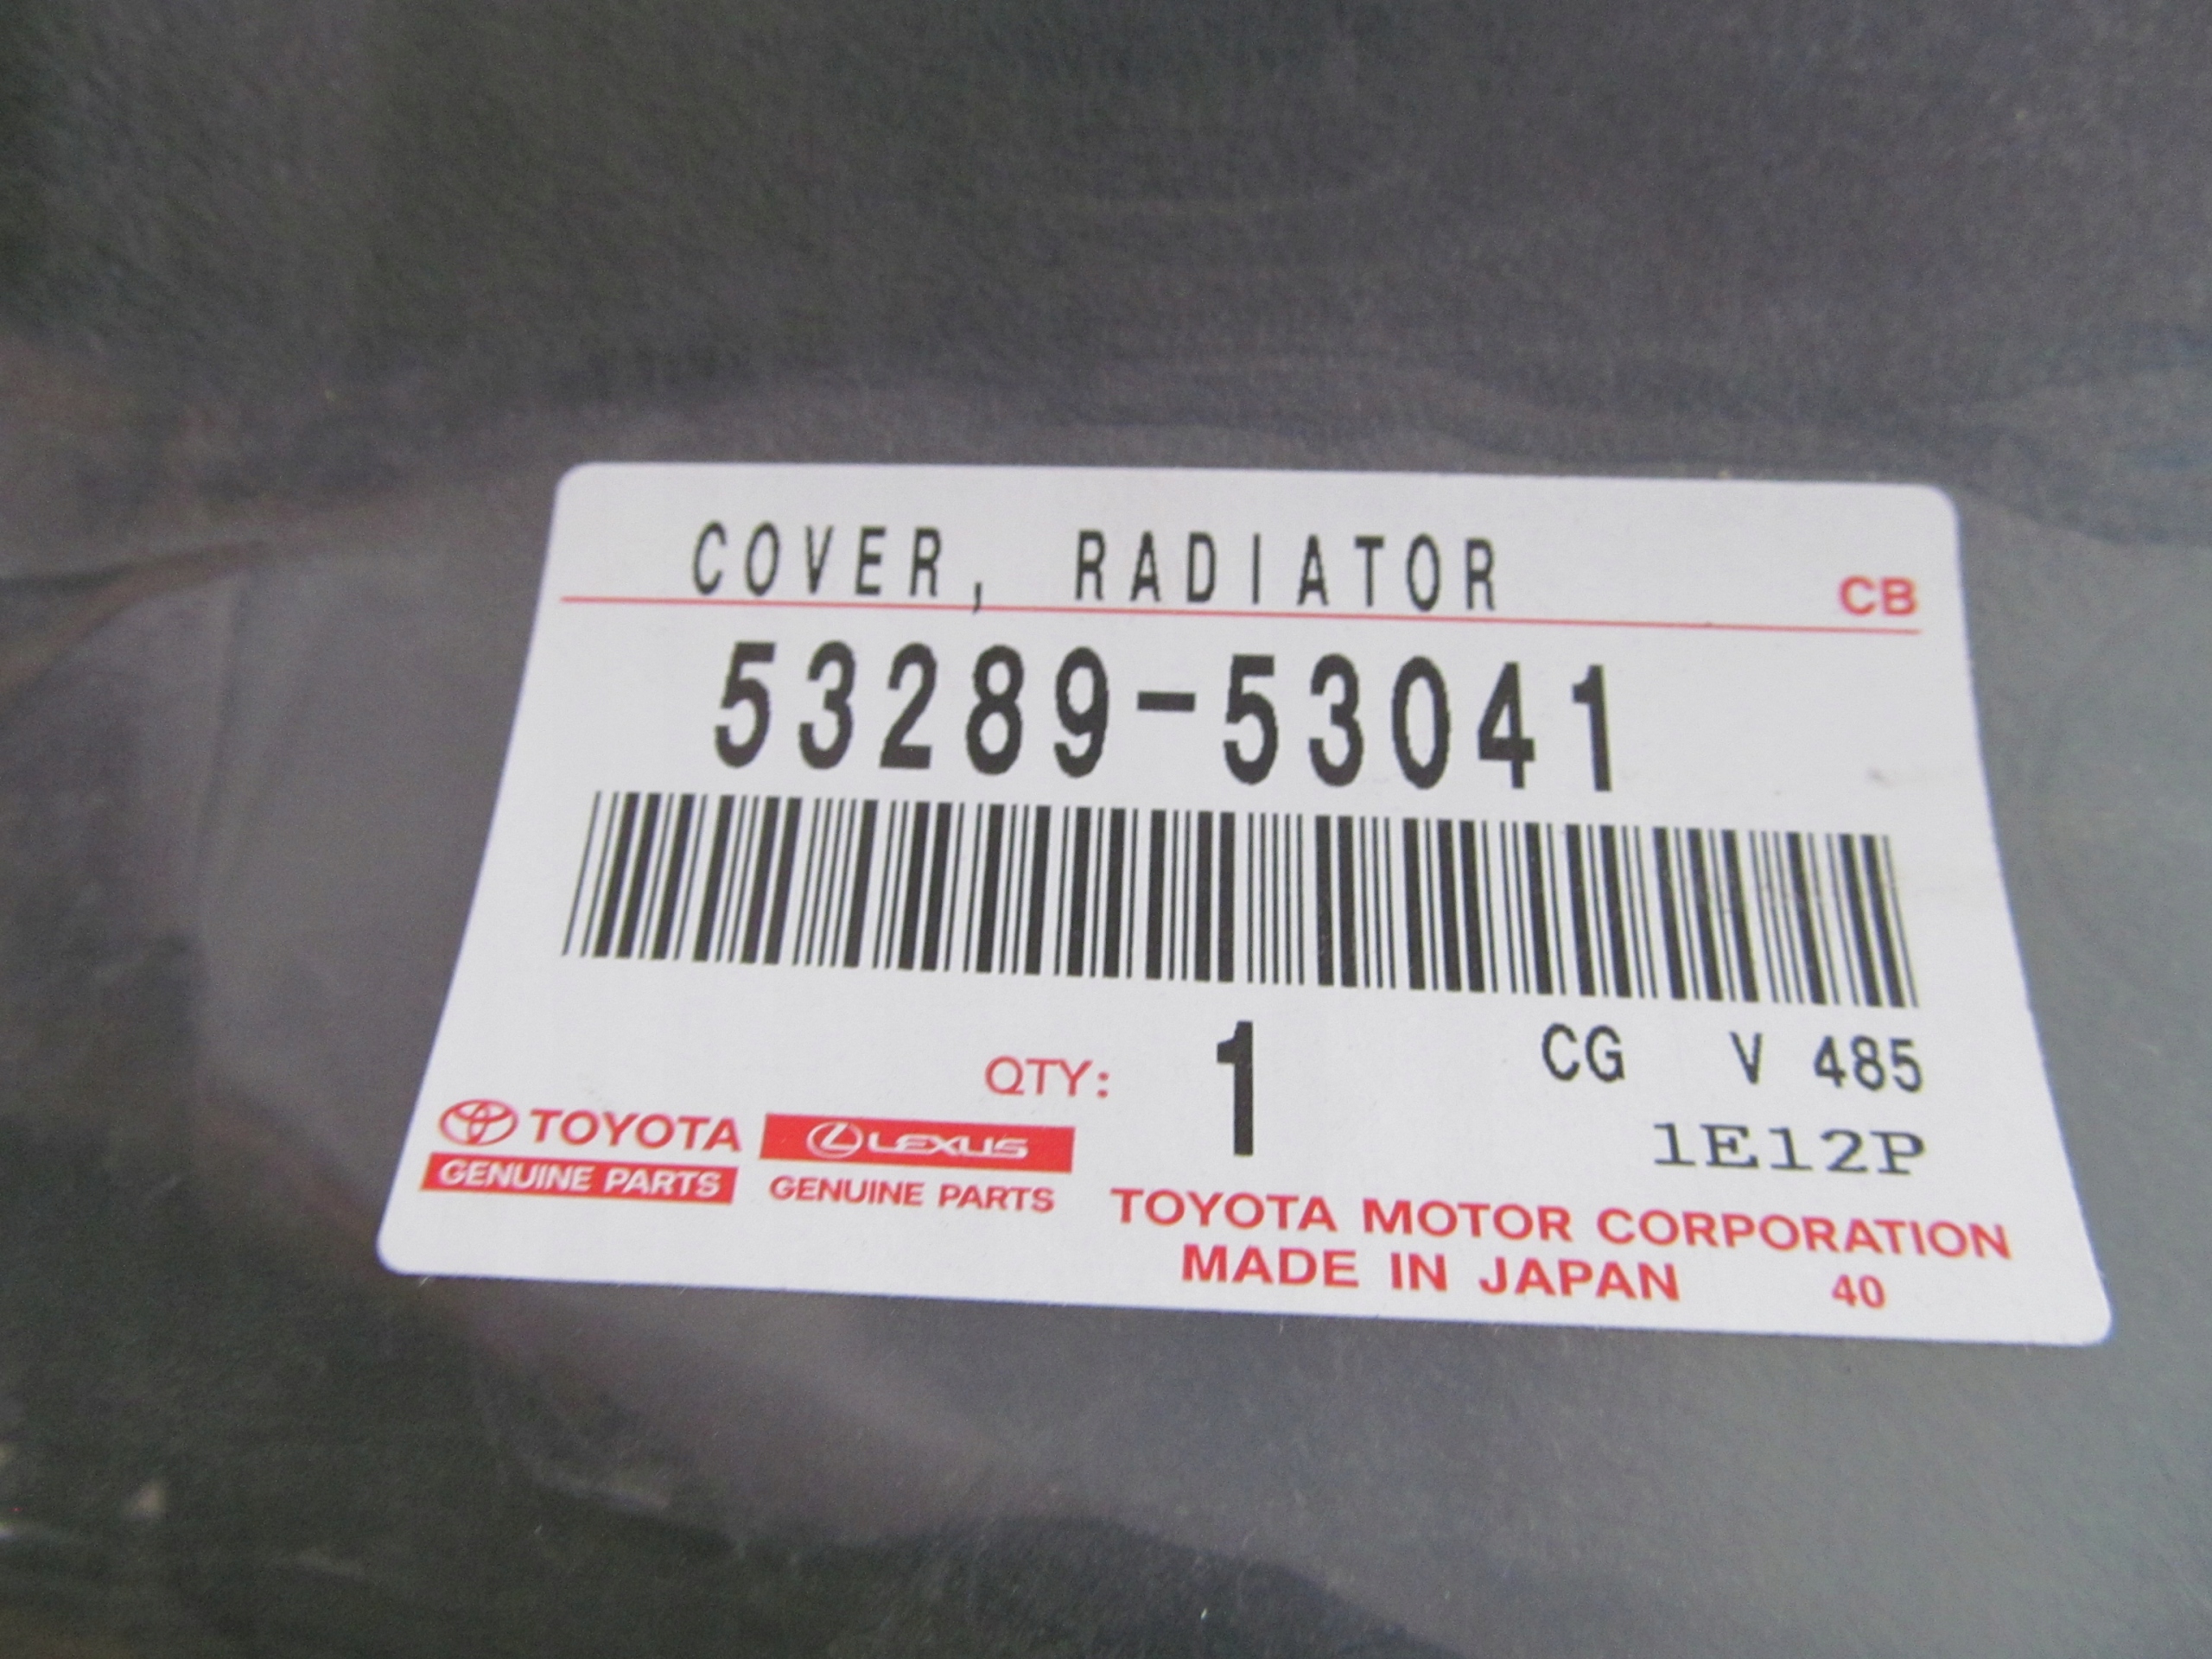 COVER, RADIATOR CB
53289-53041
QTY: 1 CG V 485
1E12P
TOYOTA
GENUINE PARTS
LEXUS
GENUINE PARTS
TOYOTA MOTOR CORPORATION
MADE IN JAPAN 40